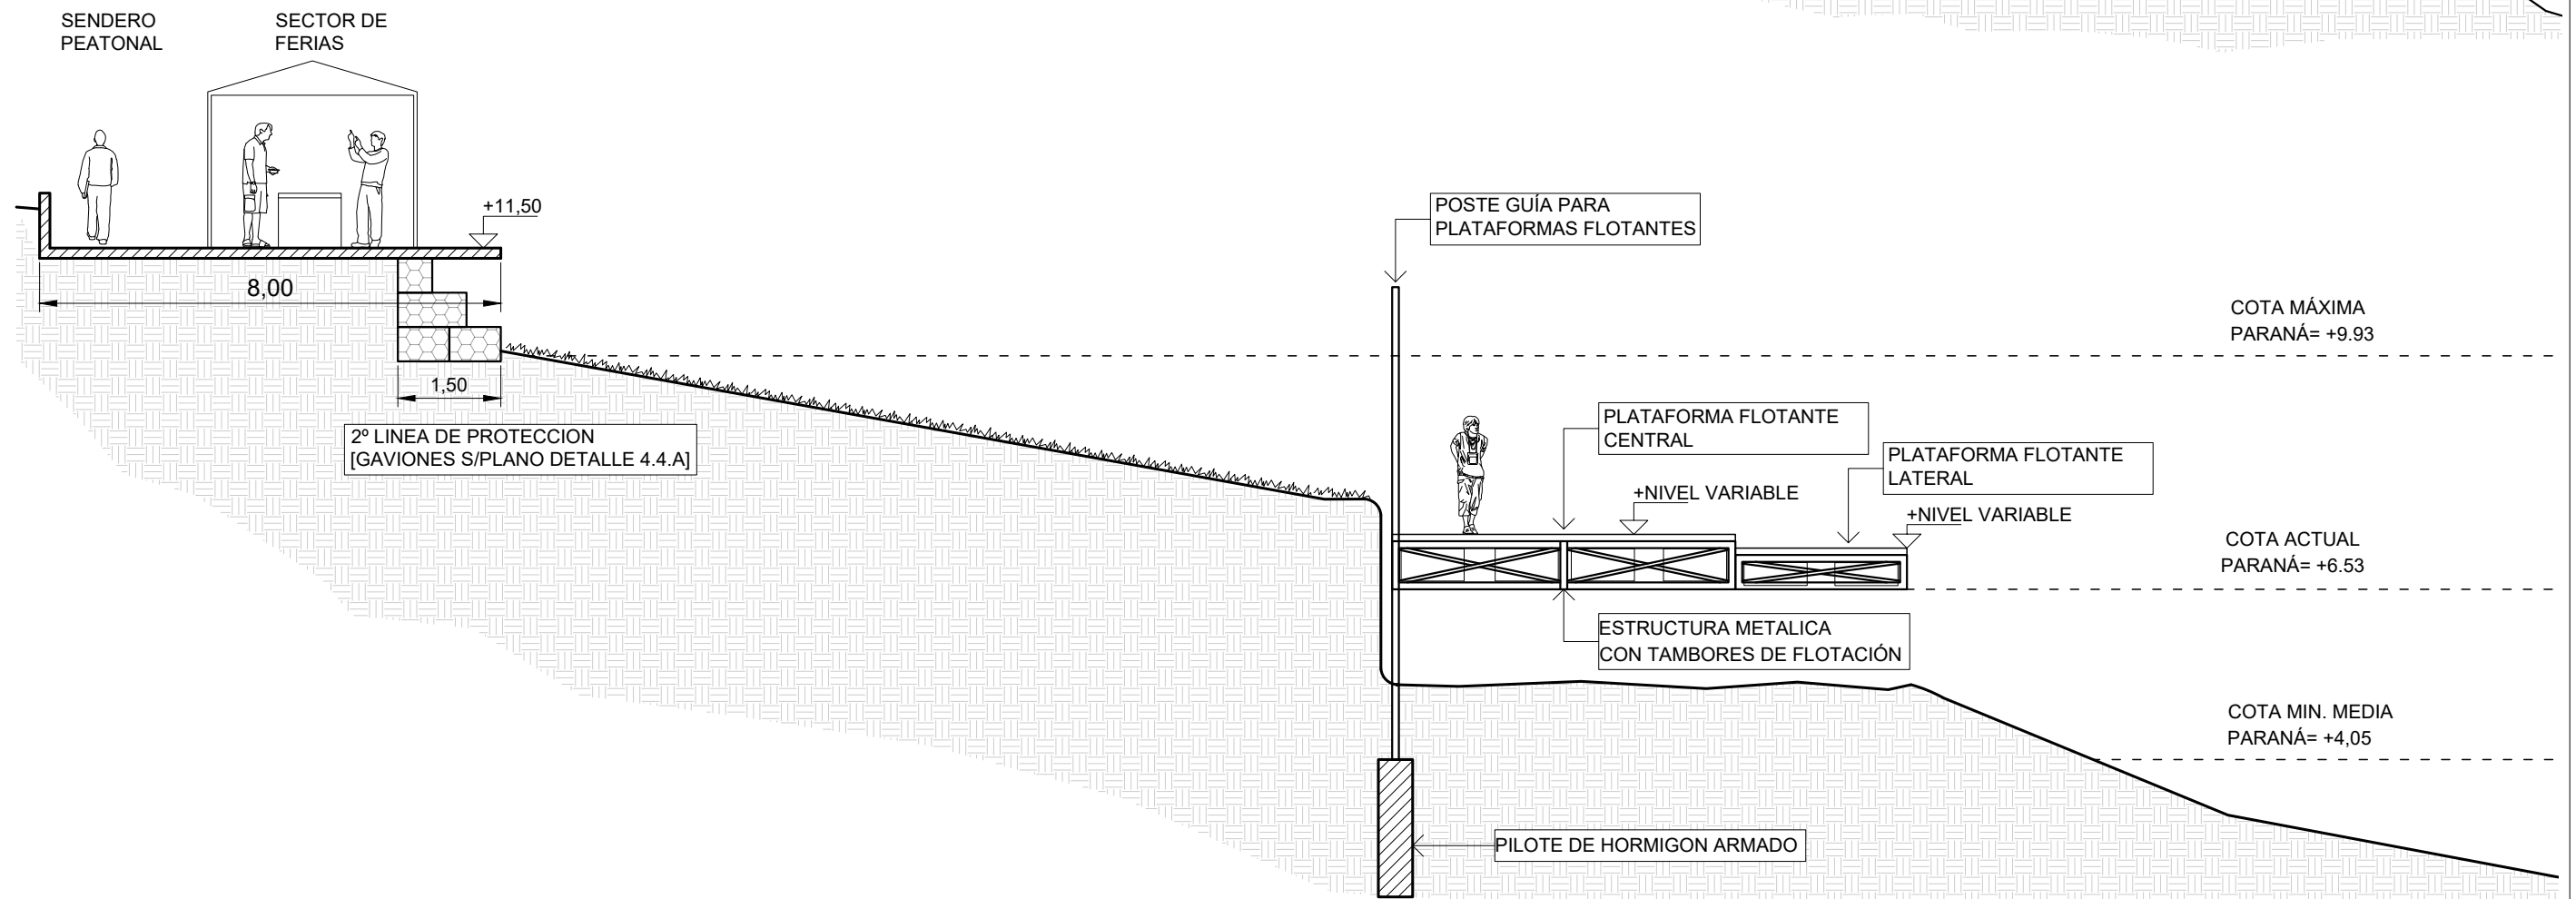 SENDERO
PEATONAL
SECTOR DE
FERIAS
+11,50
8,00
1,50
2º LINEA DE PROTECCION
[GAVIONES S/PLANO DETALLE 4.4.A]
POSTE GUÍA PARA
PLATAFORMAS FLOTANTES
COTA MÁXIMA
PARANÁ= +9.93
PLATAFORMA FLOTANTE
CENTRAL
PLATAFORMA FLOTANTE
LATERAL
+NIVEL VARIABLE
+NIVEL VARIABLE
COTA ACTUAL
PARANÁ= +6.53
ESTRUCTURA METALICA
CON TAMBORES DE FLOTACIÓN
COTA MIN. MEDIA
PARANÁ= +4,05
PILOTE DE HORMIGON ARMADO